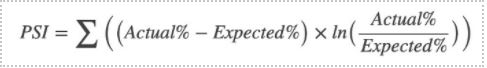 PSI = ∑ ((Actual% − Expected%) × ln(Actual%/Expected%))